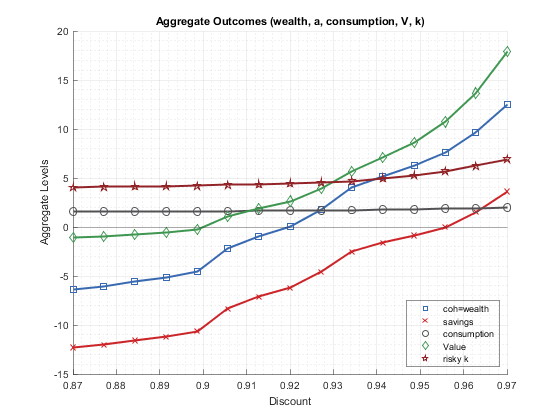 Aggregate Outcomes (wealth, a, consumption, V, k)
20
15
10
5
0
-5
-10
-15
Aggregate Levels
0.87 0.88 0.89 0.9 0.91 0.92 0.93 0.94 0.95 0.96 0.97
Discount
coh=wealth
savings
consumption
Value
risky k